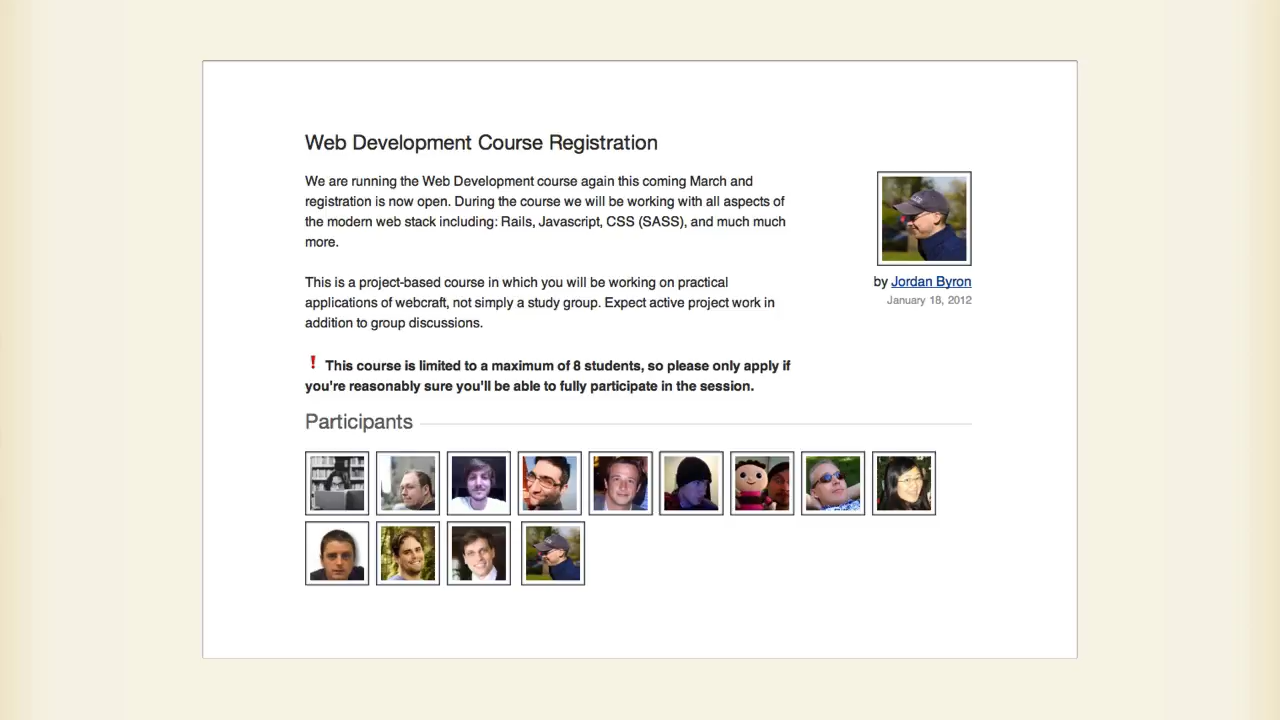 Web Development Course Registration
We are running the Web Development course again this coming March and
registration is now open. During the course we will be working with all aspects of
the modern web stack including: Rails, Javascript, CSS (SASS), and much much
more.
This is a project-based course in which you will be working on practical
applications of webcraft, not simply a study group. Expect active project work in
addition to group discussions.
! This course is limited to a maximum of 8 students, so please only apply if
you're reasonably sure you'll be able to fully participate in the session.
by Jordan Byron
January 18, 2012
Participants